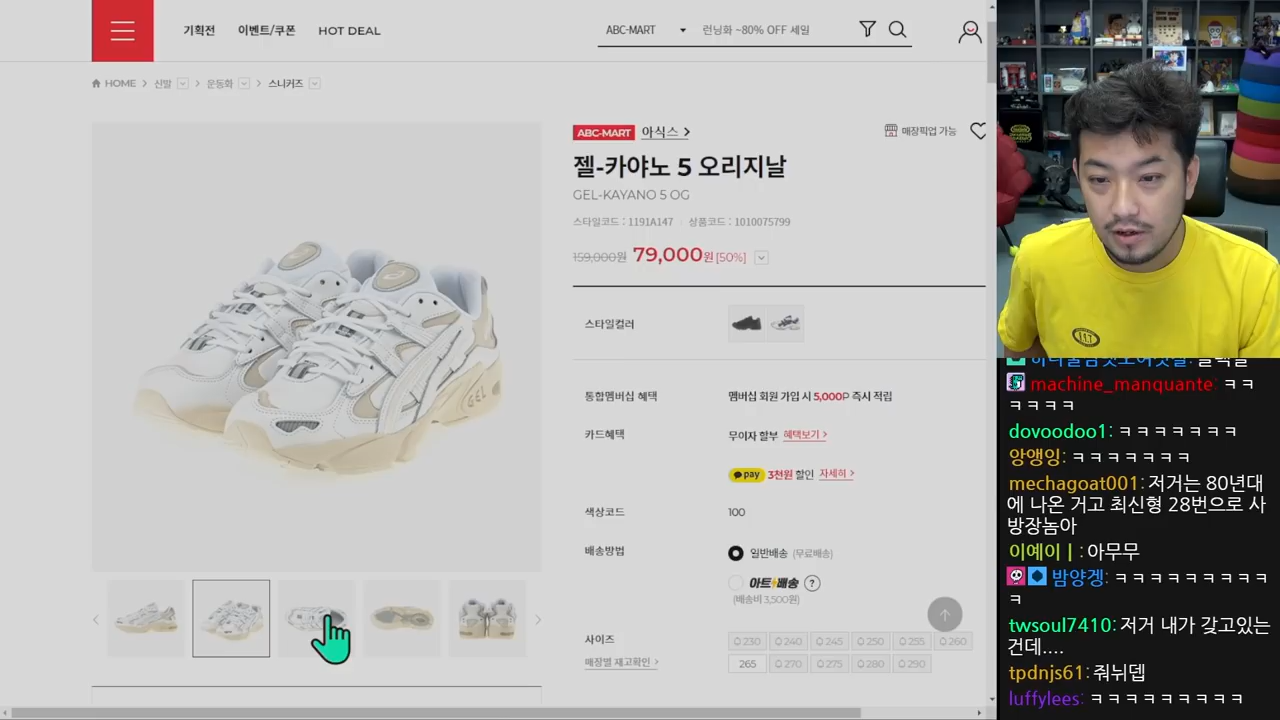 기획전 이벤트/쿠폰 HOT DEAL
ABC-MART 런닝화 ~80% OFF 세일
HOME > 신발 > 운동화 > 스니커즈
ABC-MART 아식스 >
매장픽업 가능
젤-카야노 5 오리지날
GEL-KAYANO 5 OG
스타일코드 : 1191A147 상품코드 : 1010075799
159,000원 79,000원 [50%]
스타일컬러
통합멤버십 혜택 멤버십 회원 가입 시 5,000P 즉시 적립
카드혜택 무이자 할부 혜택보기 >
pay 3천원 할인 자세히 >
색상코드 100
배송방법 일반배송 (무료배송)
아트배송 ?
(배송비 3,500원)
사이즈 230 240 245 250 255 260
매장별 재고확인 > 265 270 275 280 290
GEL
machine_manquante: ㅋㅋ
ㅋㅋㅋㅋ
dovoodoo1: ㅋㅋㅋㅋㅋㅋㅋ
앙앵잉: ㅋㅋㅋㅋㅋㅋㅋ
mechagoat001: 저거는 80년대
에 나온 거고 최신형 28번으로 사
방장놈아
이예이ㅣ: 아무무
밤양겡: ㅋㅋㅋㅋㅋㅋㅋㅋㅋ
ㅋ
twsoul7410: 저거 내가 갖고있는
건데....
tpdnjs61: 줘뉘뎁
luffylees: ㅋㅋㅋㅋㅋㅋㅋㅋㅋ